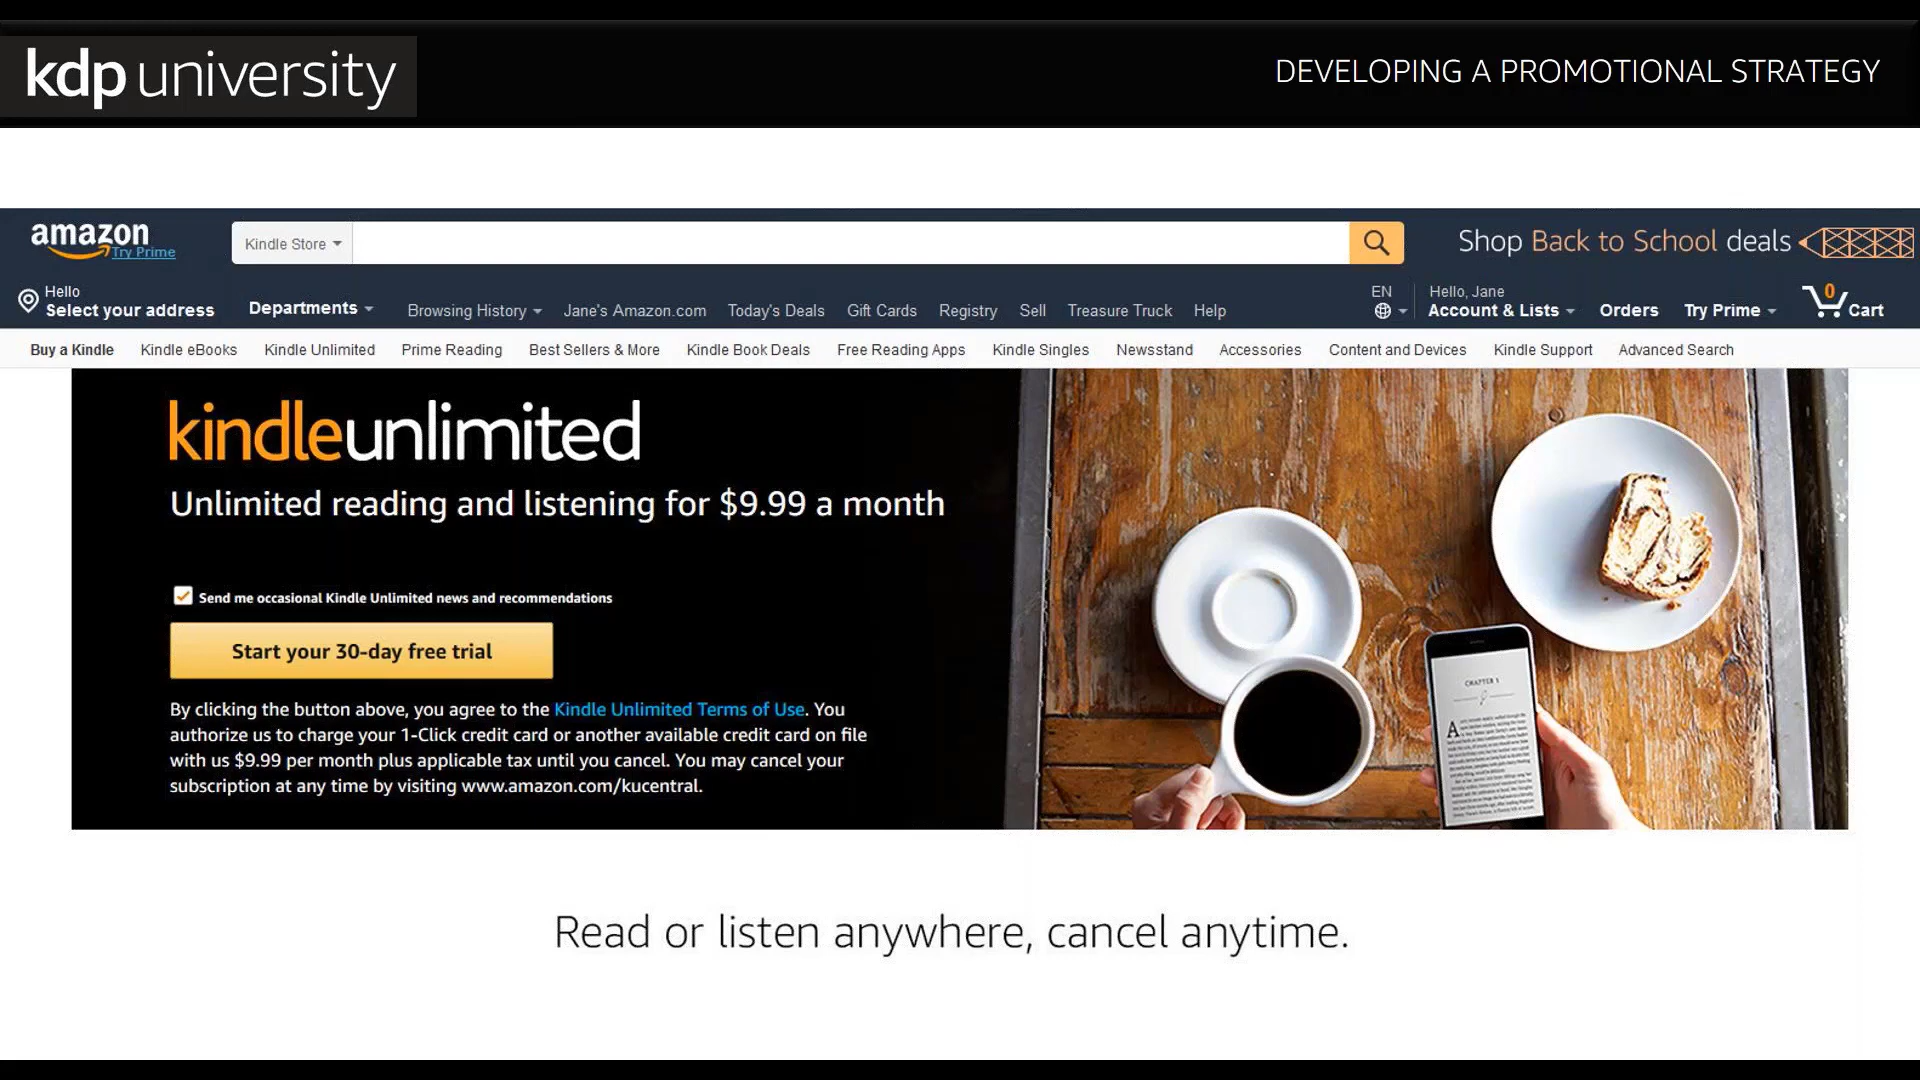 kdp university
DEVELOPING A PROMOTIONAL STRATEGY
amazon
Try Prime
Kindle Store
Shop Back to School deals
Hello
Select your address
Departments
Browsing History
Jane's Amazon.com
Today's Deals
Gift Cards
Registry
Sell
Treasure Truck
Help
EN
Hello, Jane
Account & Lists
Orders
Try Prime
0
Cart
Buy a Kindle
Kindle eBooks
Kindle Unlimited
Prime Reading
Best Sellers & More
Kindle Book Deals
Free Reading Apps
Kindle Singles
Newsstand
Accessories
Content and Devices
Kindle Support
Advanced Search
kindleunlimited
Unlimited reading and listening for $9.99 a month
Send me occasional Kindle Unlimited news and recommendations
Start your 30-day free trial
By clicking the button above, you agree to the Kindle Unlimited Terms of Use. You
authorize us to charge your 1-Click credit card or another available credit card on file
with us $9.99 per month plus applicable tax until you cancel. You may cancel your
subscription at any time by visiting www.amazon.com/kucentral.
CHAPTER 1
Read or listen anywhere, cancel anytime.